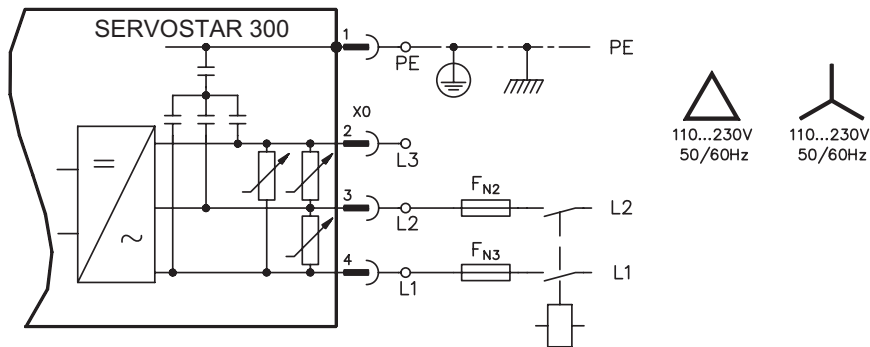 SERVOSTAR 300
1
PE
PE
X0
2
L3
3
L2
FN2
L2
4
L1
FN3
L1
=
~
110...230V
50/60Hz
110...230V
50/60Hz